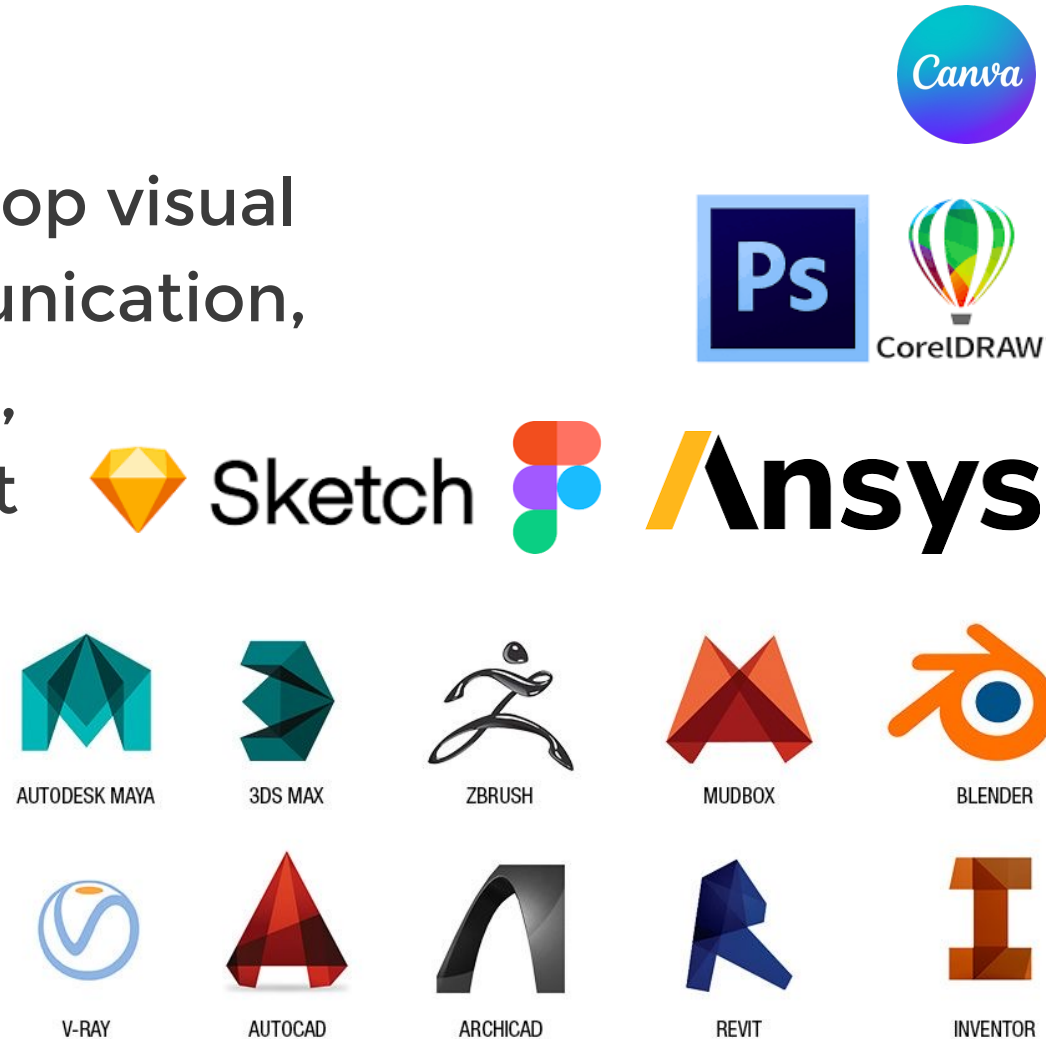 Canva
op visual
unication,
,
t
Ps
CorelDRAW
Sketch
Ansys
AUTODESK MAYA
3DS MAX
ZBRUSH
MUDBOX
BLENDER
V-RAY
AUTOCAD
ARCHICAD
REVIT
INVENTOR